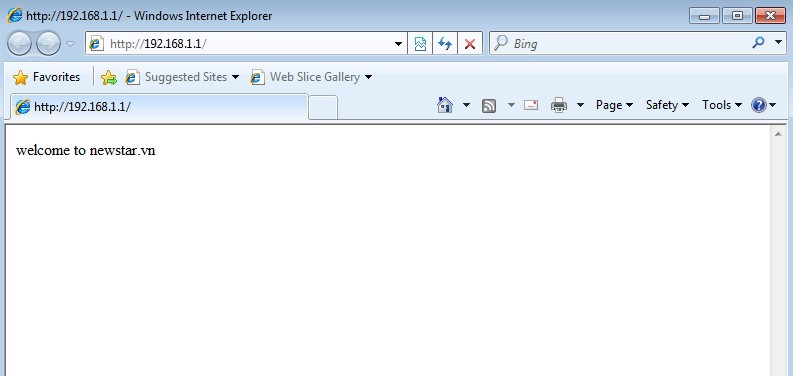 http://192.168.1.1/ - Windows Internet Explorer
http://192.168.1.1/ Bing
Favorites Suggested Sites Web Slice Gallery
http://192.168.1.1/ Page Safety Tools
welcome to newstar.vn